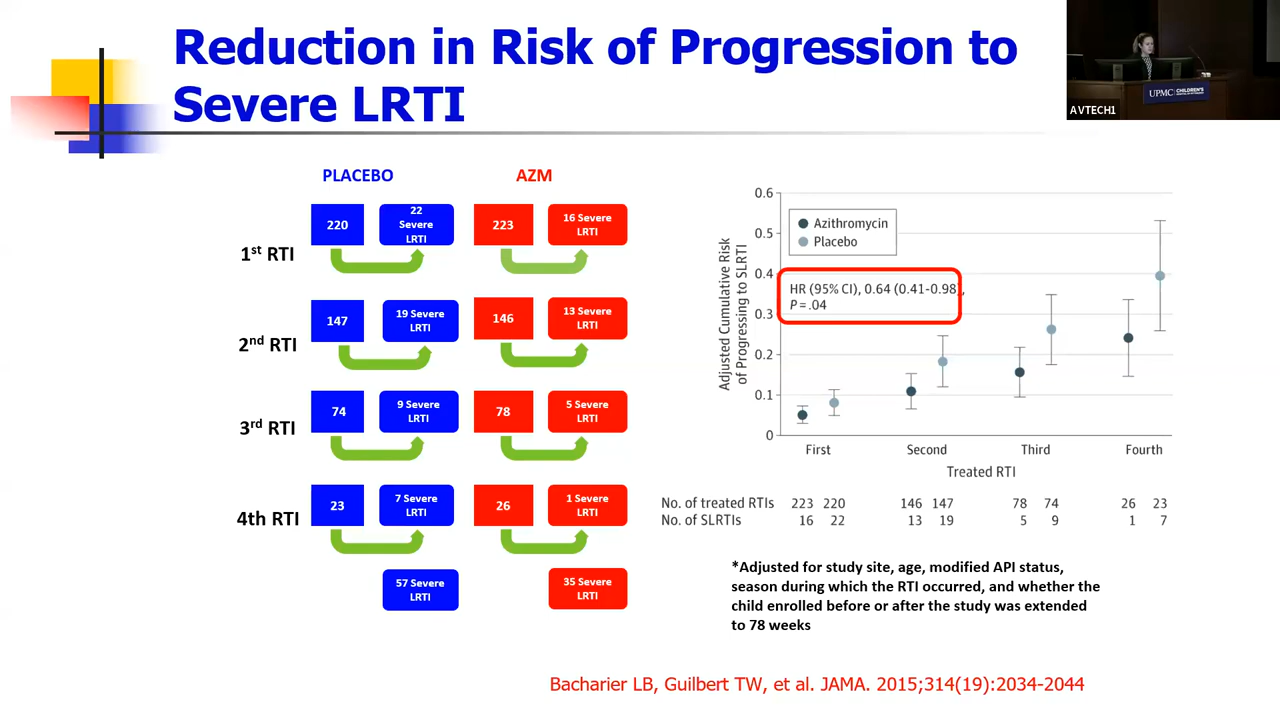 Reduction in Risk of Progression to
Severe LRTI
UPMC CHILDREN'S
AVTECH1
PLACEBO
AZM
1st RTI
220
22
Severe
LRTI
223
16 Severe
LRTI
2nd RTI
147
19 Severe
LRTI
146
13 Severe
LRTI
3rd RTI
74
9 Severe
LRTI
78
5 Severe
LRTI
4th RTI
23
7 Severe
LRTI
26
1 Severe
LRTI
57 Severe
LRTI
35 Severe
LRTI
Adjusted Cumulative Risk
of Progressing to SLRTI
0.6
0.5
0.4
0.3
0.2
0.1
0
Azithromycin
Placebo
HR (95% CI), 0.64 (0.41-0.98),
P = .04
First Second Third Fourth
Treated RTI
No. of treated RTIs 223 220 146 147 78 74 26 23
No. of SLRTIs 16 22 13 19 5 9 1 7
*Adjusted for study site, age, modified API status,
season during which the RTI occurred, and whether the
child enrolled before or after the study was extended
to 78 weeks
Bacharier LB, Guilbert TW, et al. JAMA. 2015;314(19):2034-2044